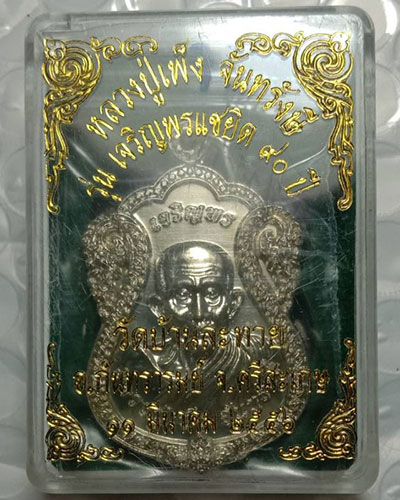 หลวงปู่เพ็ง จันทรังษี
รุ่น เจริญพรแซยิด ๙๐ ปี
เจริญพร
วัดบ้านละทาย
อ.กันทรารมย์ จ.ศรีสะเกษ
๑๑ มีนาคม ๒๕๕๖